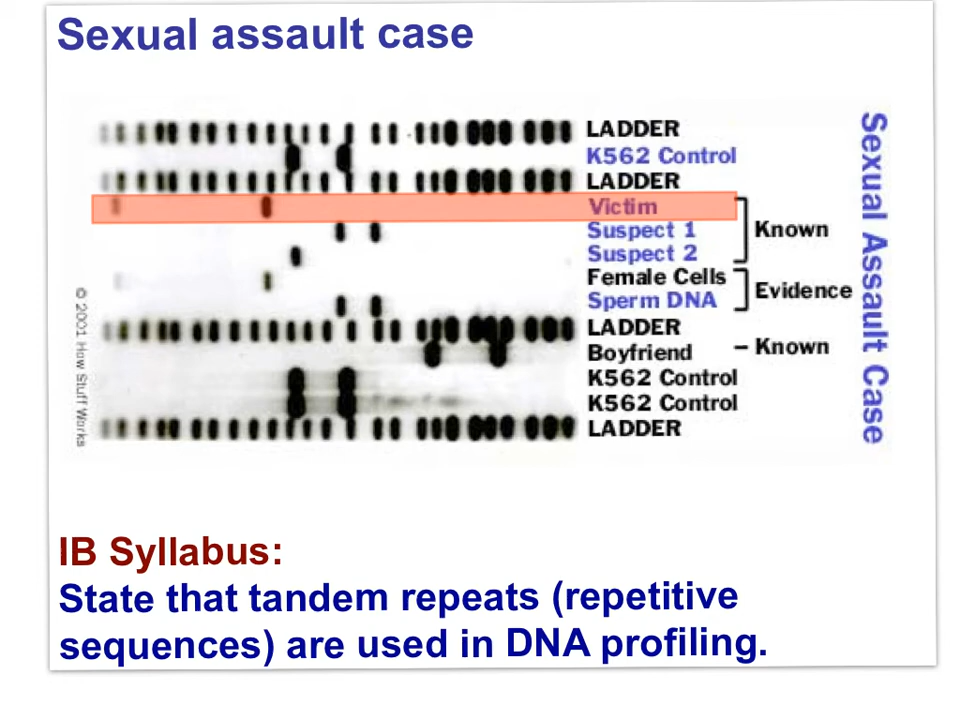 Sexual assault case
LADDER
K562 Control
LADDER
Victim
Suspect 1
Suspect 2
Known
Female Cells
Sperm DNA
Evidence
LADDER
Boyfriend
– Known
K562 Control
K562 Control
LADDER
Sexual Assault Case
© 2001 How Stuff Works
IB Syllabus:
State that tandem repeats (repetitive
sequences) are used in DNA profiling.